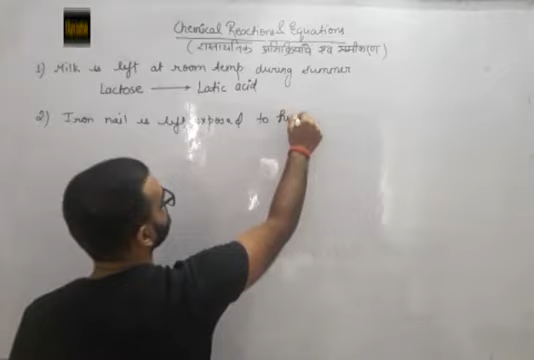 Chemical Reactions & Equations
(रासायनिक अभिक्रियाएँ एवं समीकरण)
1) Milk is left at room temp during summer
Lactose → Latic acid
2) Iron nail is left exposed to